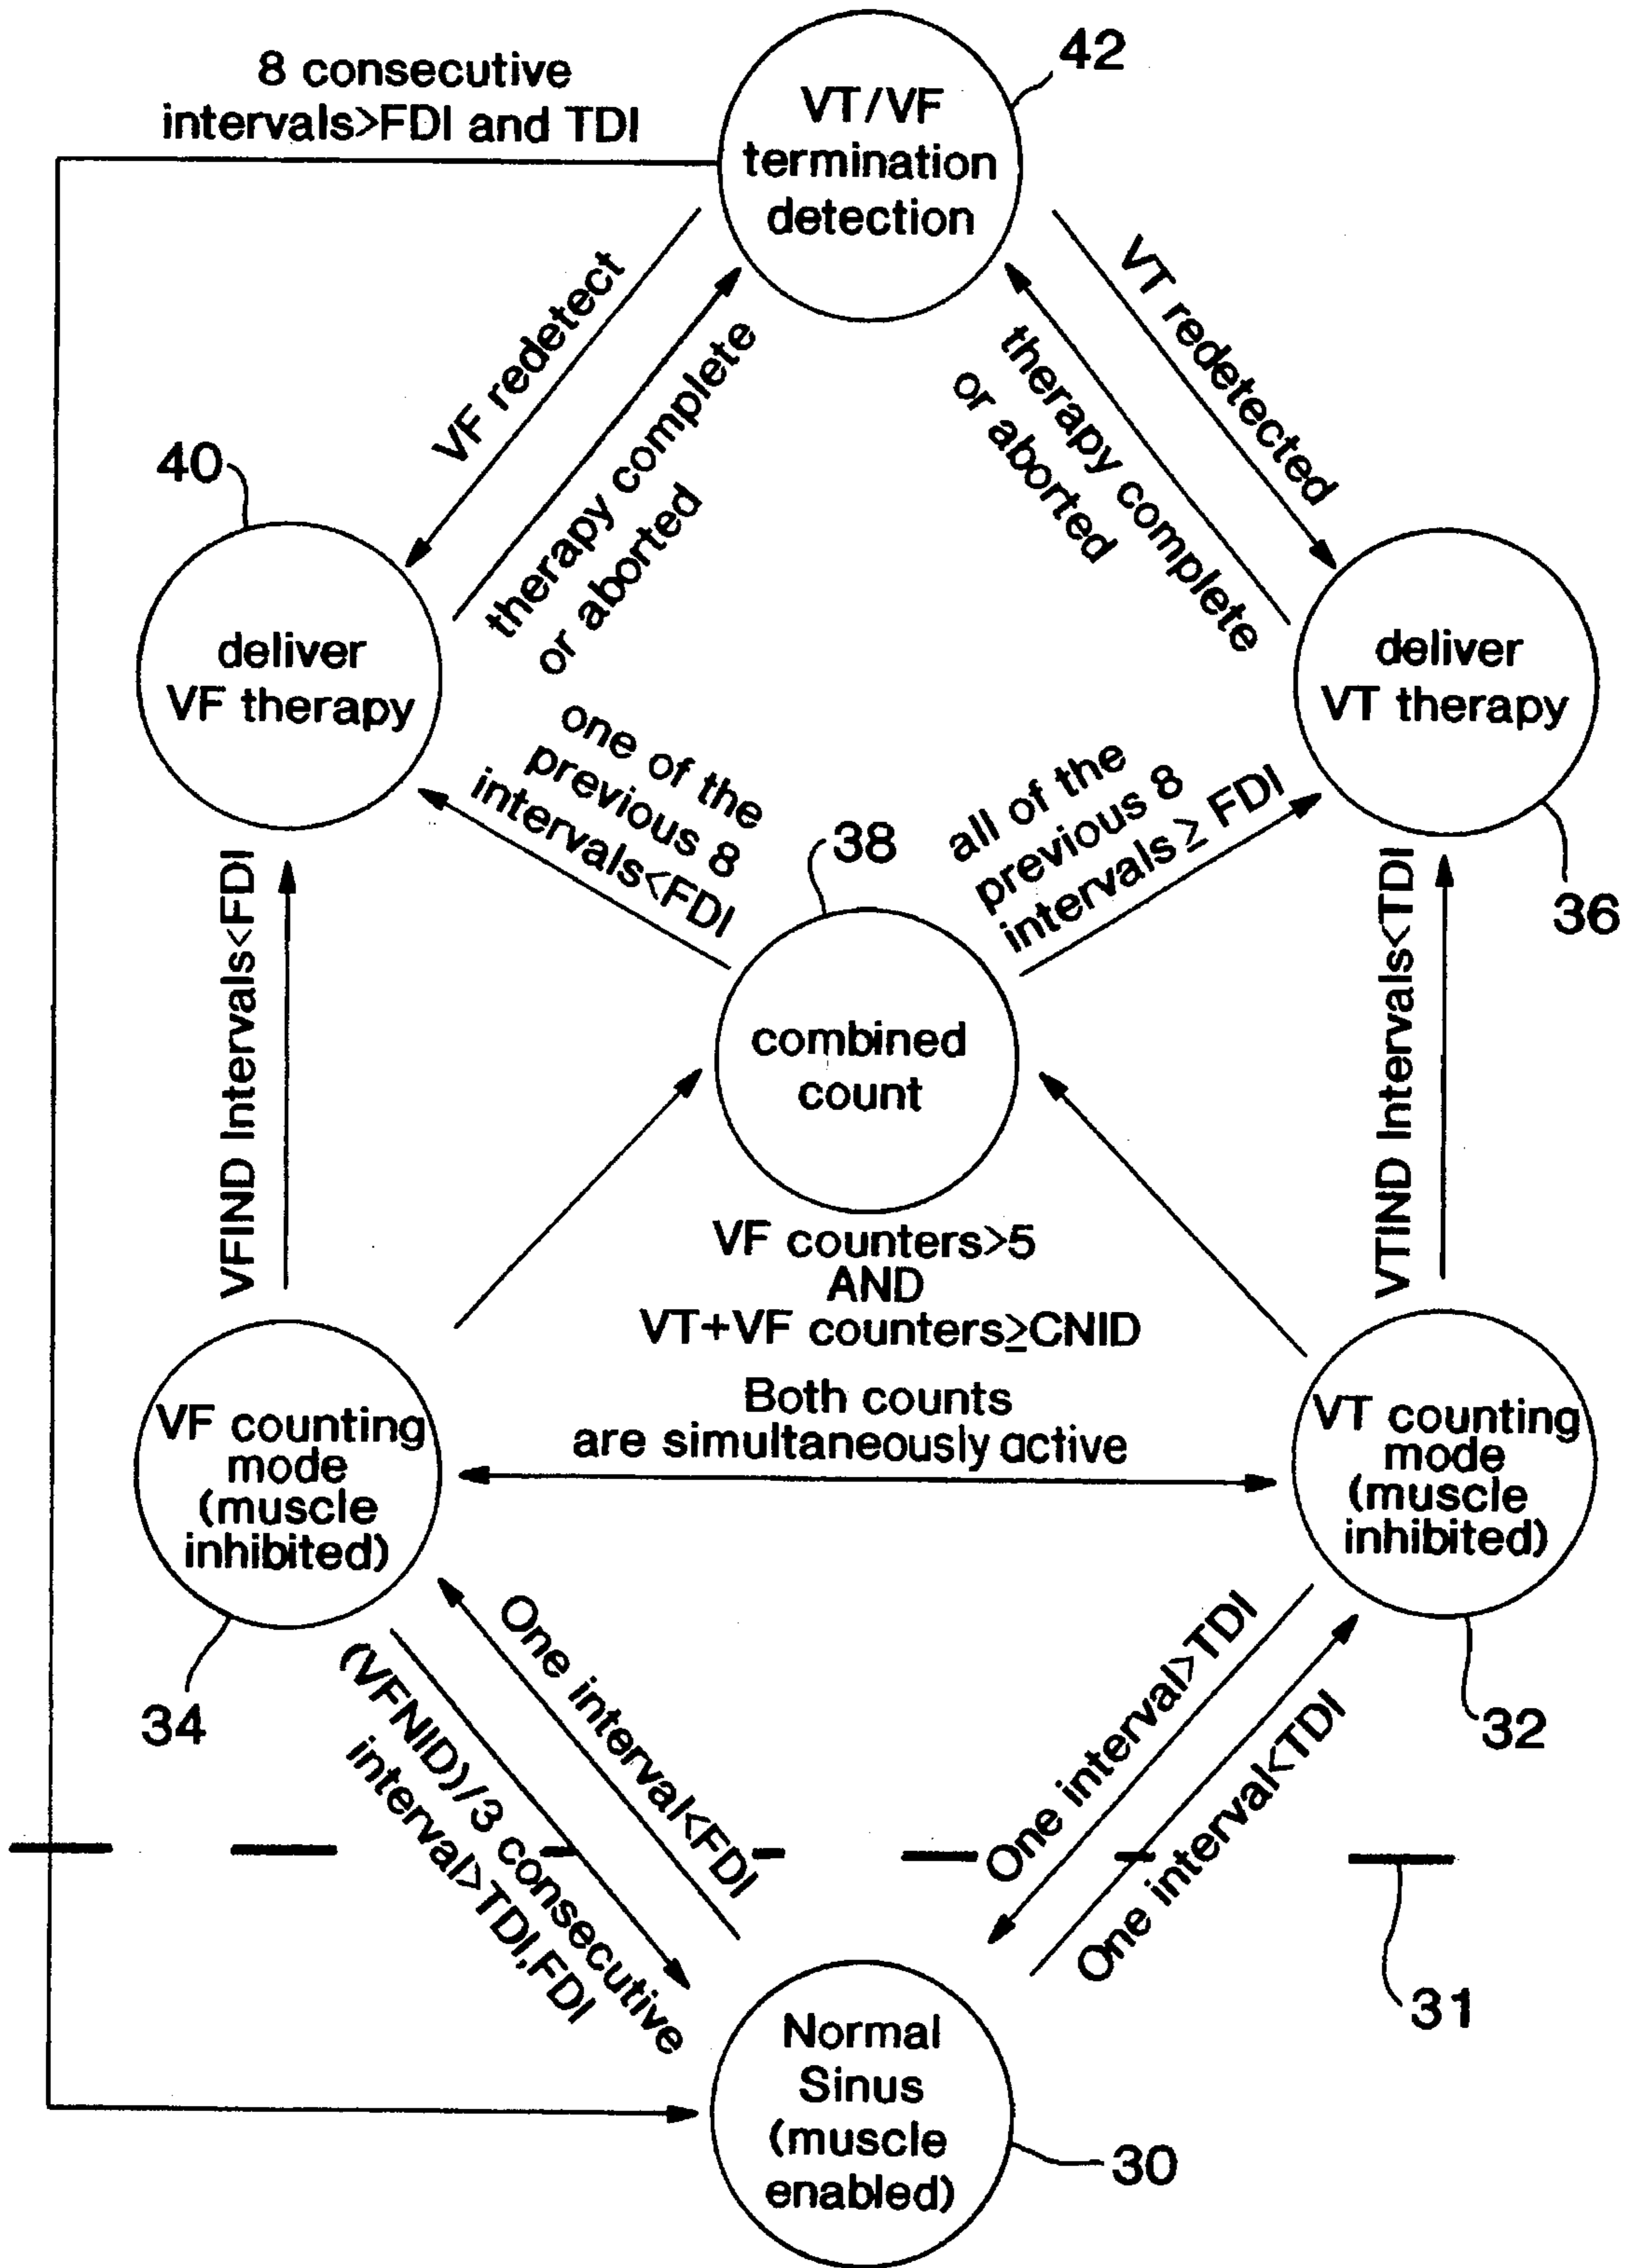 8 consecutive
intervals>FDI and TDI
42
VT/VF
termination
detection
VF redetect
therapy complete
or aborted
VT redetected
therapy complete
or aborted
40
deliver
VF therapy
deliver
VT therapy
36
one of the
previous 8
intervals<FDI
all of the
previous 8
intervals≥ FDI
38
combined
count
VFIND Intervals<FDI
VTIND Intervals<TDI
VF counters>5
AND
VT+VF counters≥CNID
Both counts
are simultaneously active
VF counting
mode
(muscle
inhibited)
34
VT counting
mode
(muscle
inhibited)
32
One interval<FDI
(VFNID)/3 consecutive
interval>TDI,FDI
One interval>TDI
One interval<TDI
31
Normal
Sinus
(muscle
enabled)
30